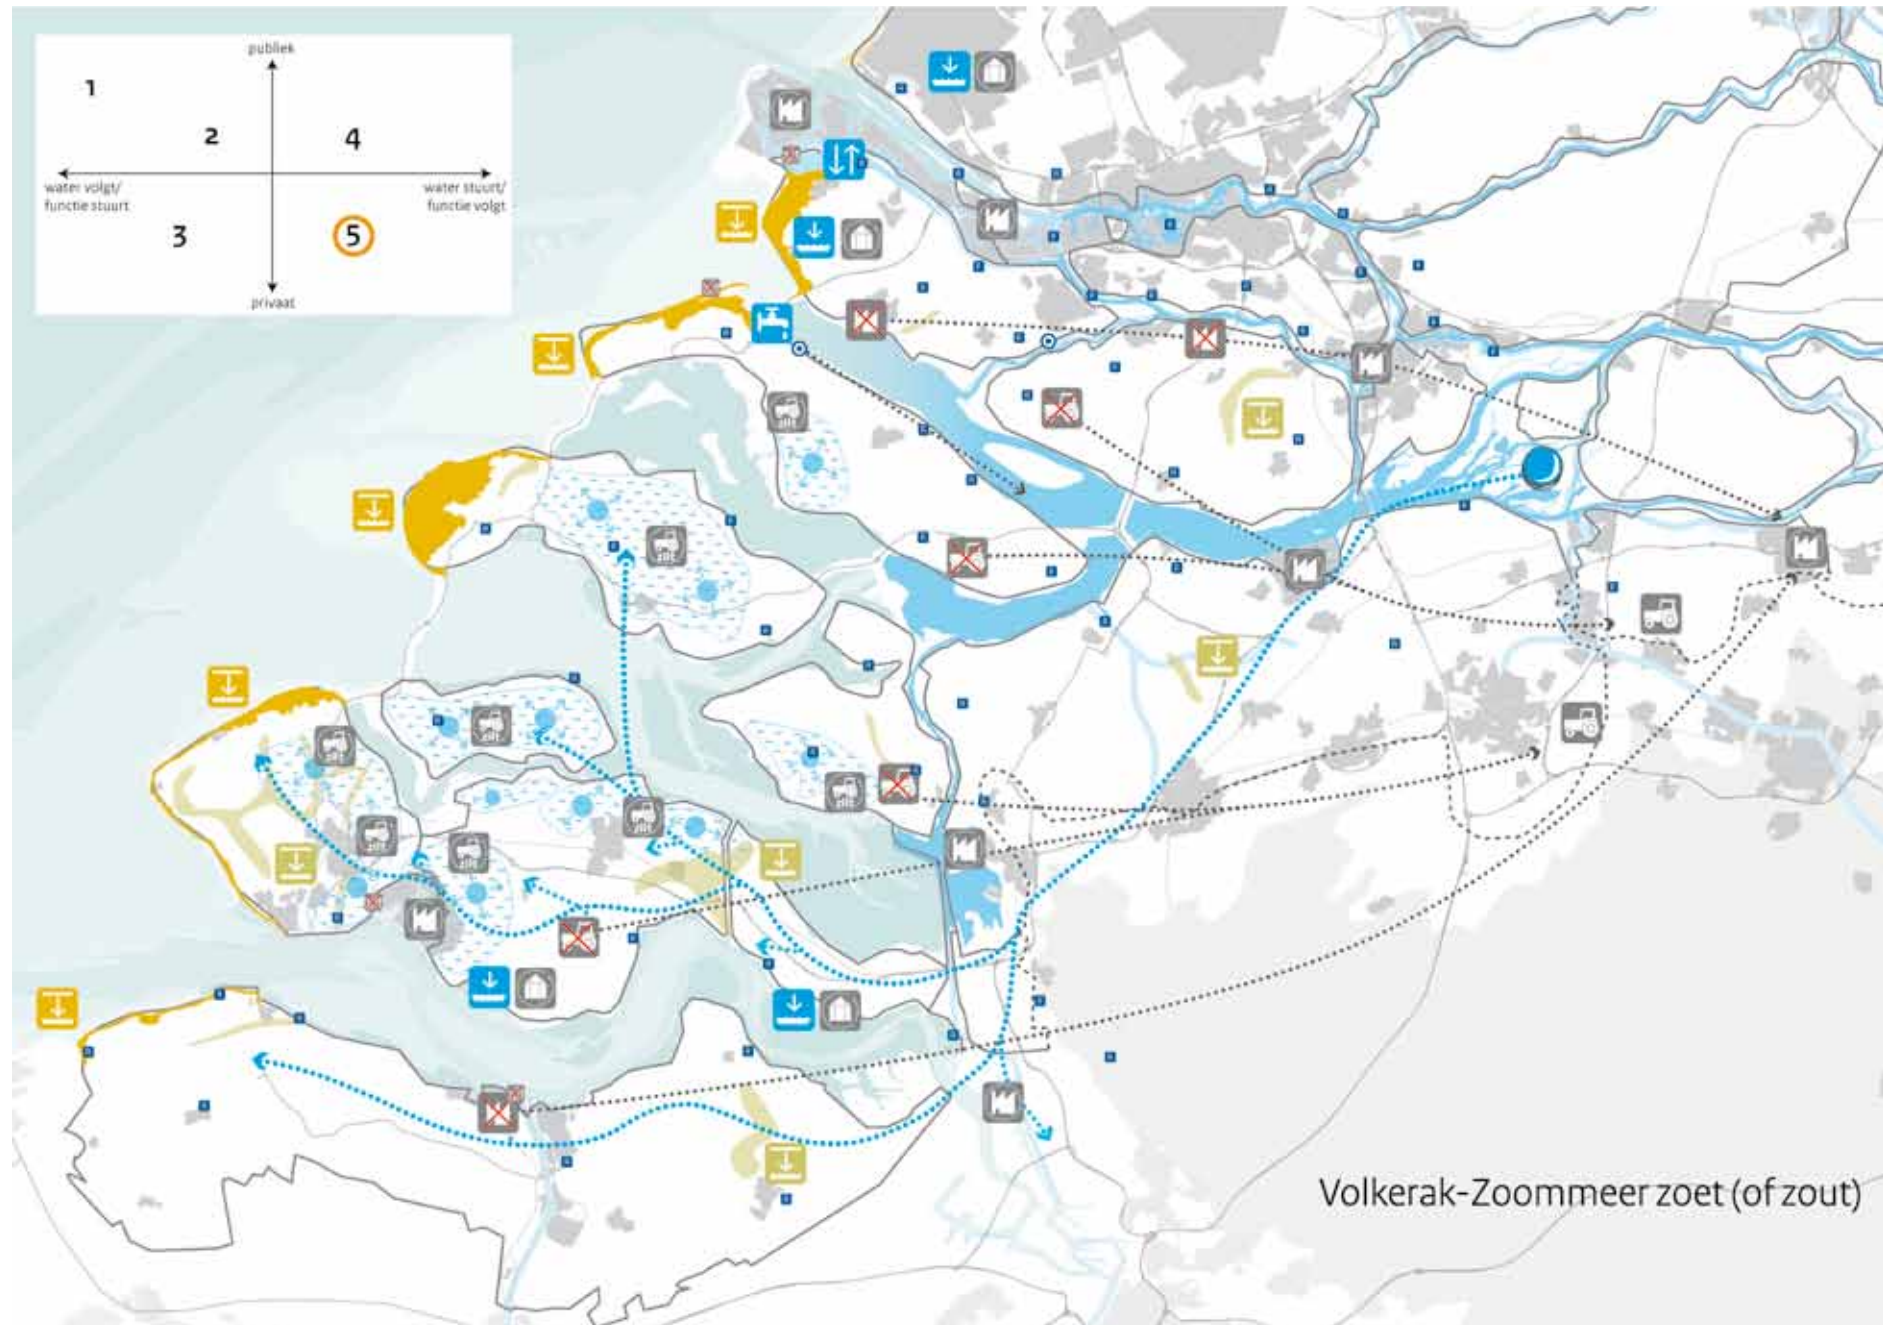 publiek
1
2
4
water volgt/
functie stuurt
water stuurt/
functie volgt
3
5
privaat
Volkerak-Zoommeer zoet (of zout)